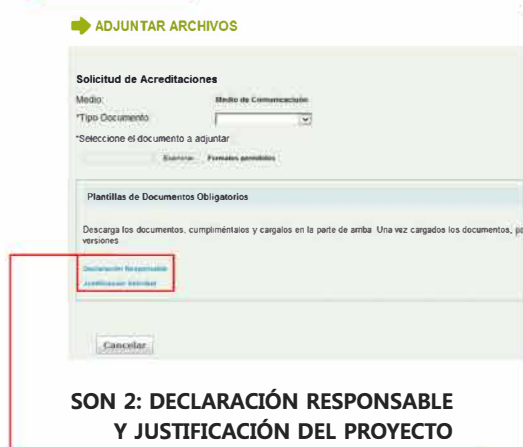 ADJUNTAR ARCHIVOS
Solicitud de Acreditaciones
Medio: Medio de Comunicación
*Tipo Documento
*Seleccione el documento a adjuntar
Examinar Formatos permitidos
Plantillas de Documentos Obligatorios
Descarga los documentos, cumpliméntalos y cargalos en la parte de arriba Una vez cargados los documentos,
versiones
Declaración Responsable
Justificación Solicitud
Cancelar
SON 2: DECLARACIÓN RESPONSABLE
Y JUSTIFICACIÓN DEL PROYECTO